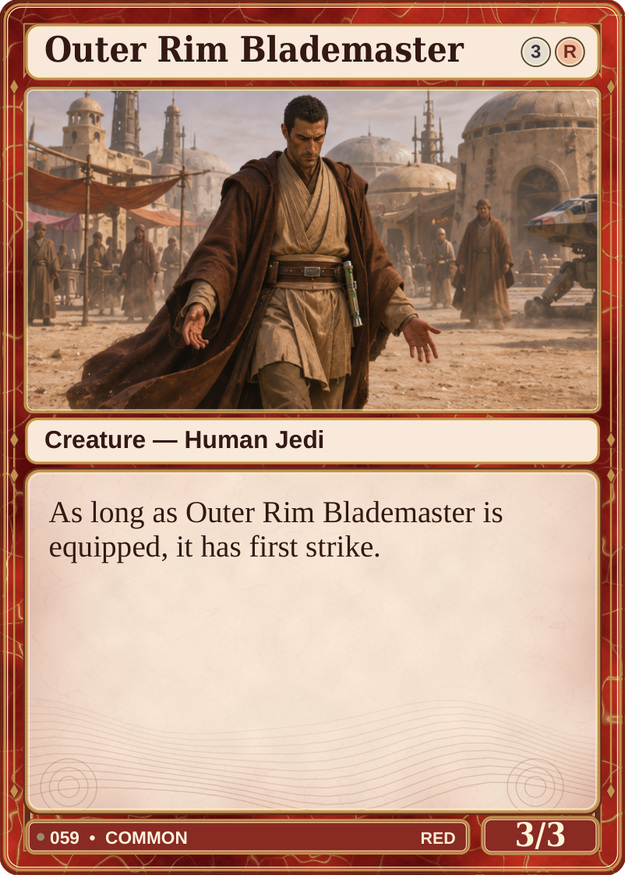 Outer Rim Blademaster 3 R
Creature — Human Jedi
As long as Outer Rim Blademaster is
equipped, it has first strike.
059 • COMMON RED 3/3